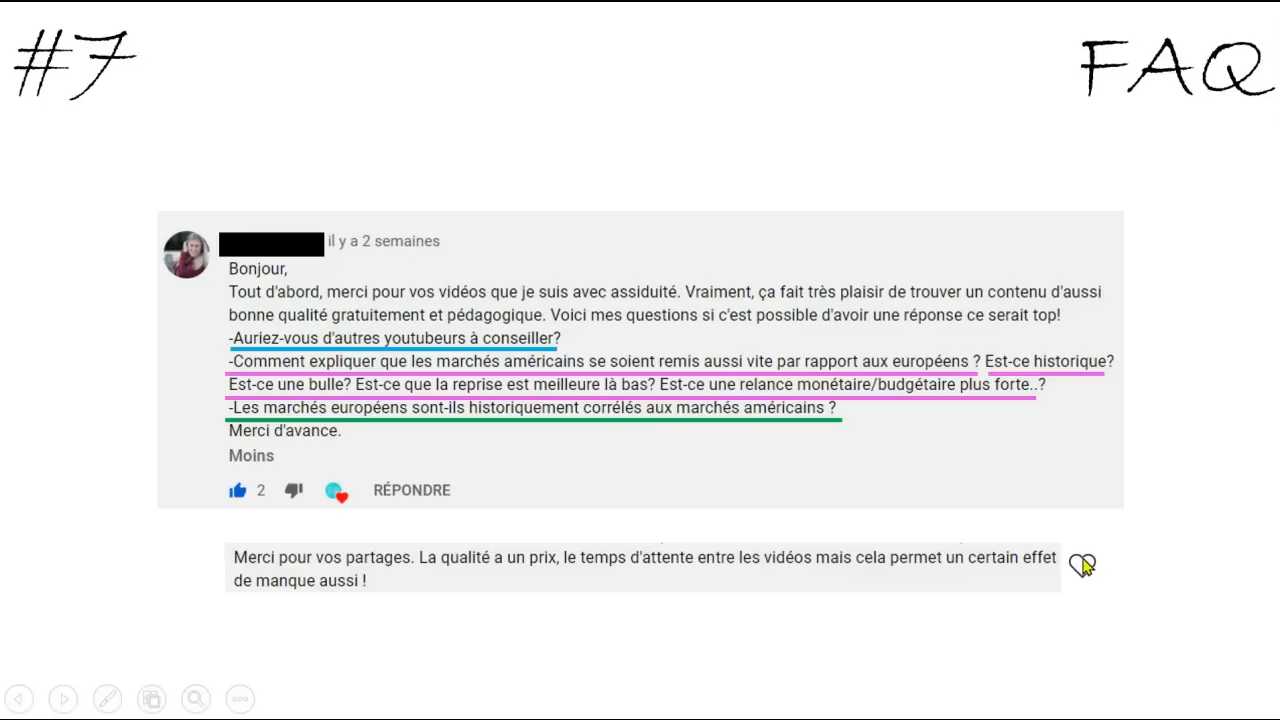 #7
FAQ
il y a 2 semaines
Bonjour,
Tout d'abord, merci pour vos vidéos que je suis avec assiduité. Vraiment, ça fait très plaisir de trouver un contenu d'aussi
bonne qualité gratuitement et pédagogique. Voici mes questions si c'est possible d'avoir une réponse ce serait top!
-Auriez-vous d'autres youtubeurs à conseiller?
-Comment expliquer que les marchés américains se soient remis aussi vite par rapport aux européens ? Est-ce historique?
Est-ce une bulle? Est-ce que la reprise est meilleure là bas? Est-ce une relance monétaire/budgétaire plus forte..?
-Les marchés européens sont-ils historiquement corrélés aux marchés américains ?
Merci d'avance.
Moins
2
RÉPONDRE
Merci pour vos partages. La qualité a un prix, le temps d'attente entre les vidéos mais cela permet un certain effet
de manque aussi !